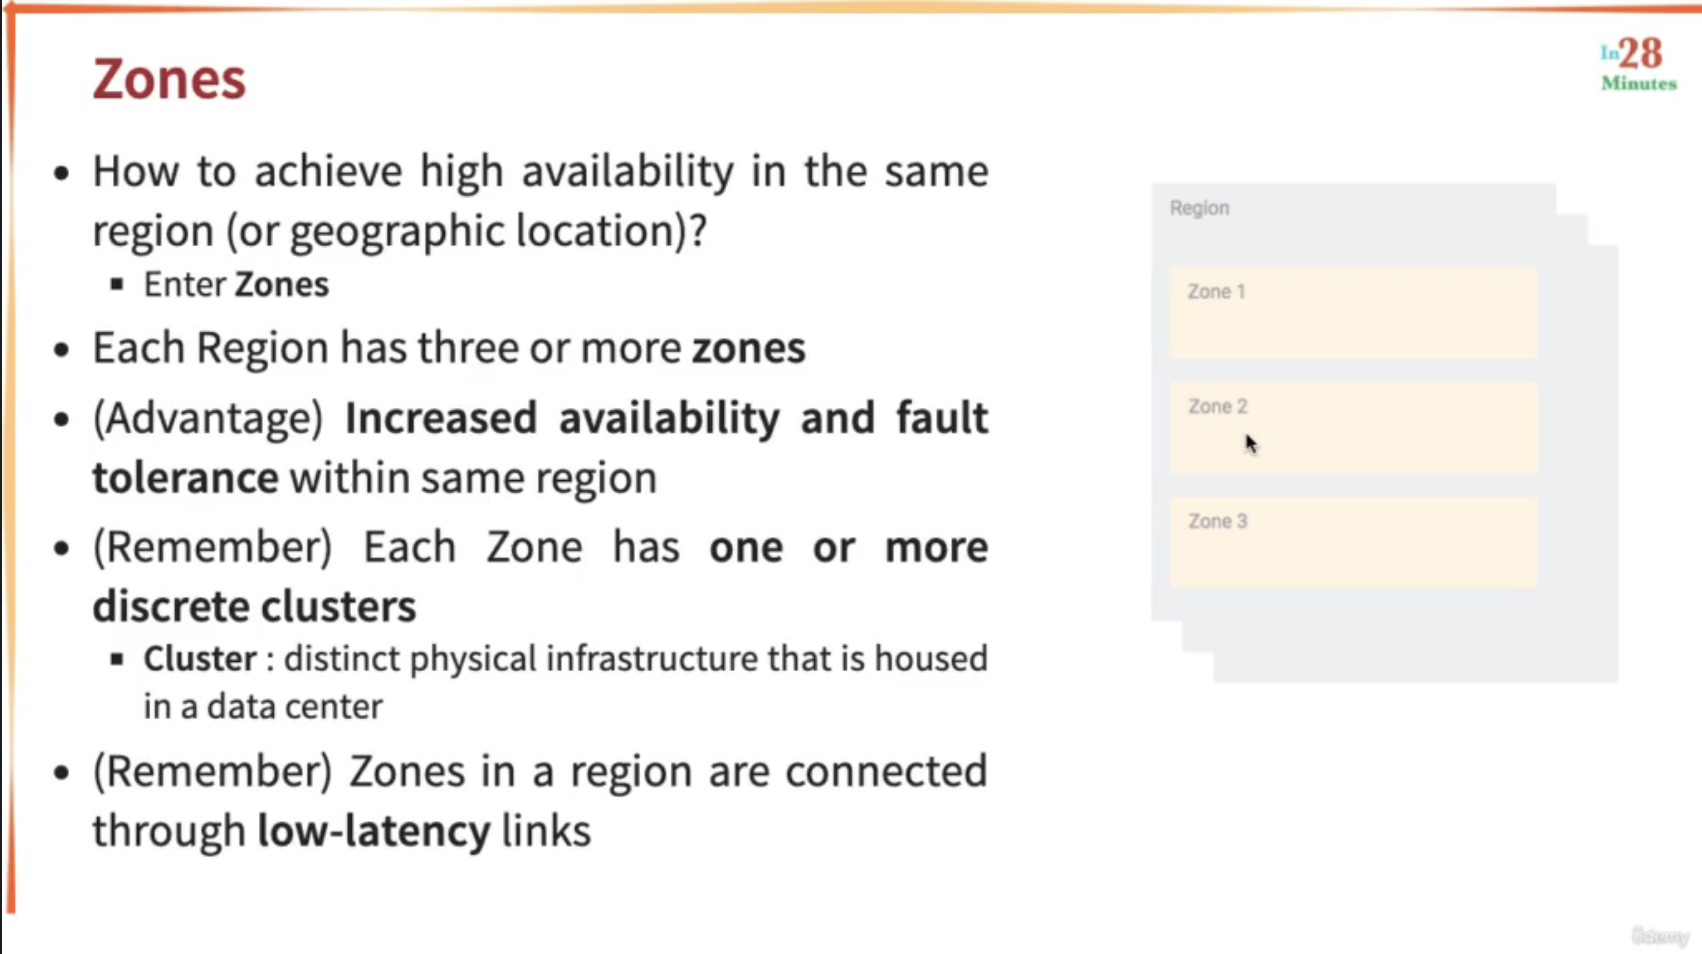 Zones
In28
Minutes
• How to achieve high availability in the same
region (or geographic location)?
▪ Enter Zones
• Each Region has three or more zones
• (Advantage) Increased availability and fault
tolerance within same region
• (Remember) Each Zone has one or more
discrete clusters
▪ Cluster : distinct physical infrastructure that is housed
in a data center
• (Remember) Zones in a region are connected
through low-latency links
Region
Zone 1
Zone 2
Zone 3
ûdemy